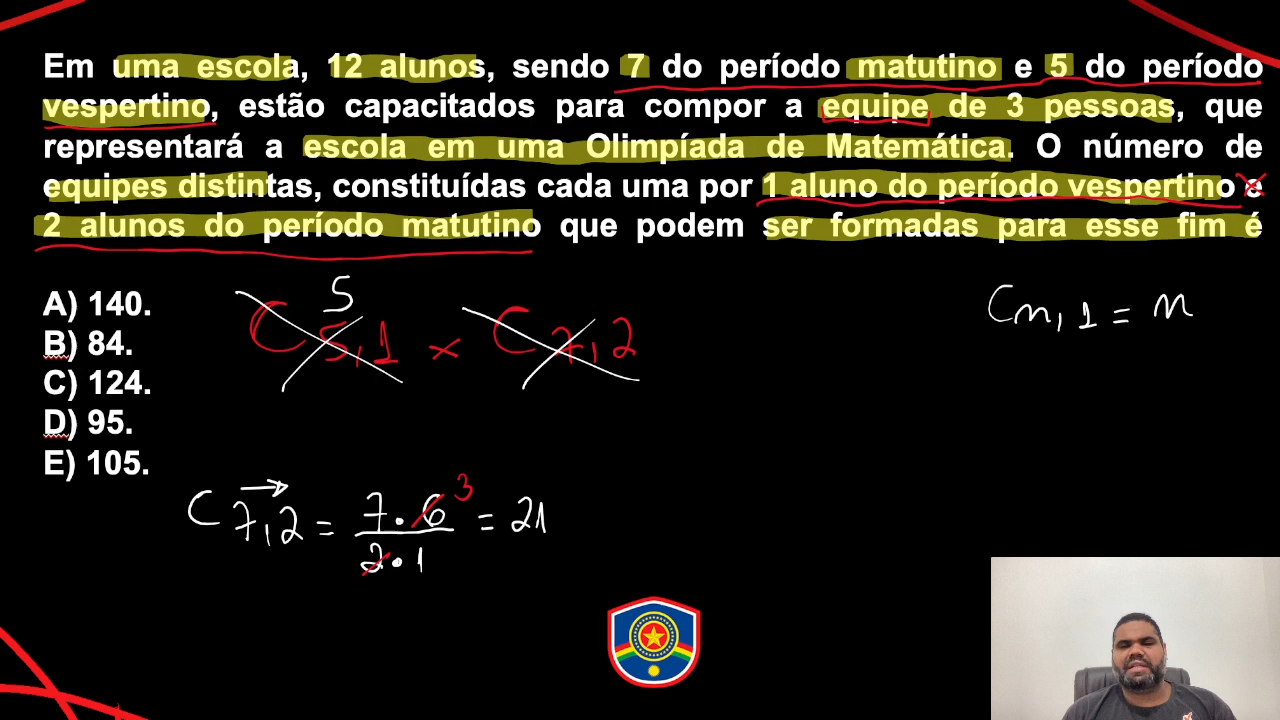 Em uma escola, 12 alunos, sendo 7 do período matutino e 5 do período
vespertino, estão capacitados para compor a equipe de 3 pessoas, que
representará a escola em uma Olimpíada de Matemática. O número de
equipes distintas, constituídas cada uma por 1 aluno do período vespertino e
2 alunos do período matutino que podem ser formadas para esse fim é
A) 140.
B) 84.
C) 124.
D) 95.
E) 105.
5
C 5,1 × C 7,2
Cn,1 = n
C 7,2 = 7·6 3 / 2·1 = 21